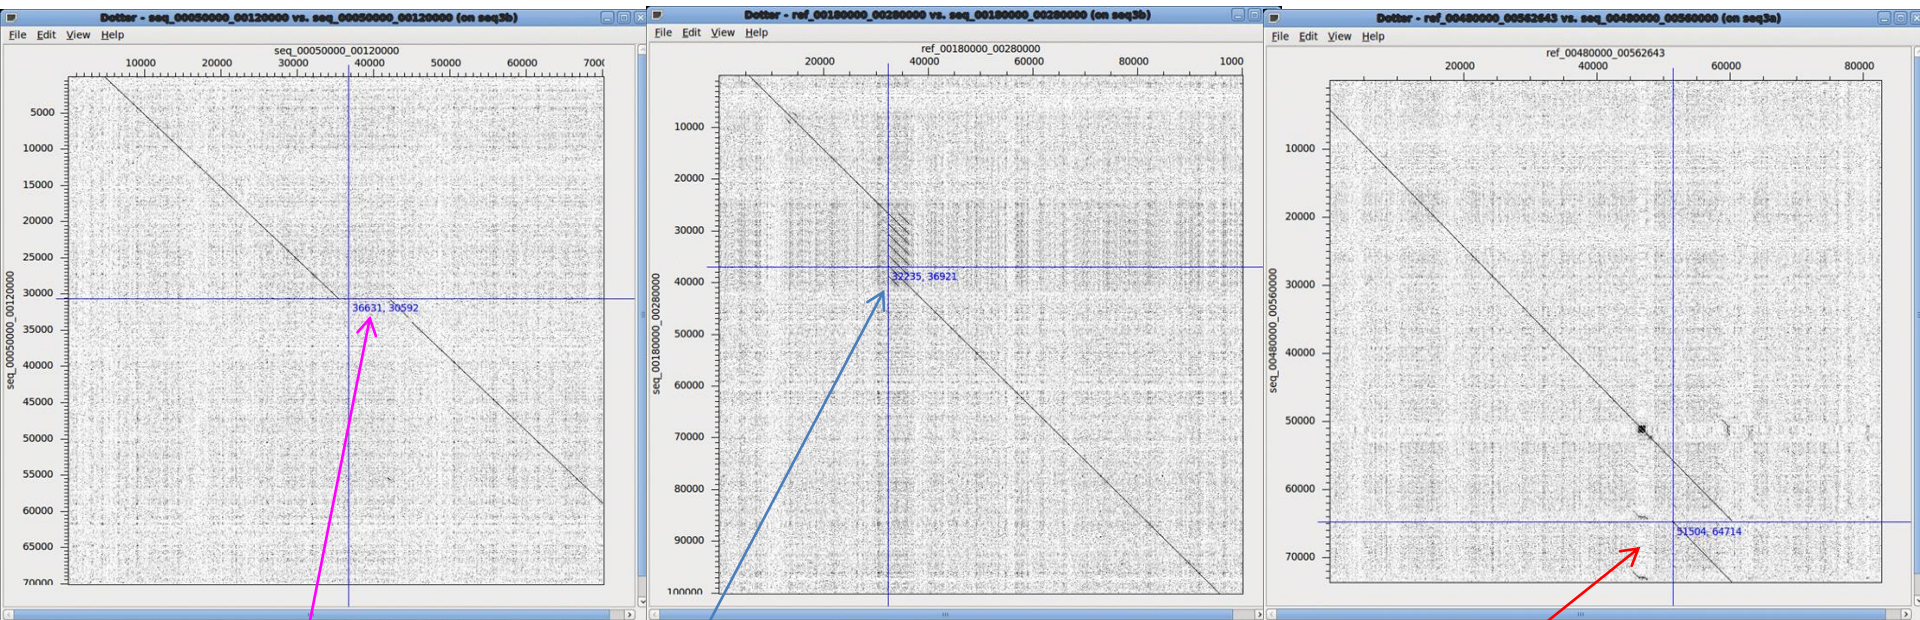 Dotter - seq_00050000_00120000 vs. seq_00050000_00120000 (on seq3b)
File Edit View Help
seq_00050000_00120000
10000 20000 30000 40000 50000 60000 7000
5000
10000
15000
20000
25000
30000
35000
40000
45000
50000
55000
60000
65000
70000
seq_00050000_00120000
36631, 30592
Dotter - ref_00180000_00280000 vs. seq_00180000_00280000 (on seq3b)
File Edit View Help
ref_00180000_00280000
20000 40000 60000 80000 1000
10000
20000
30000
40000
50000
60000
70000
80000
90000
100000
seq_00180000_00280000
32235, 36921
Dotter - ref_00480000_00562643 vs. seq_00480000_00560000 (on seq3a)
File Edit View Help
ref_00480000_00562643
20000 40000 60000 80000
10000
20000
30000
40000
50000
60000
70000
seq_00480000_00560000
51504, 64714